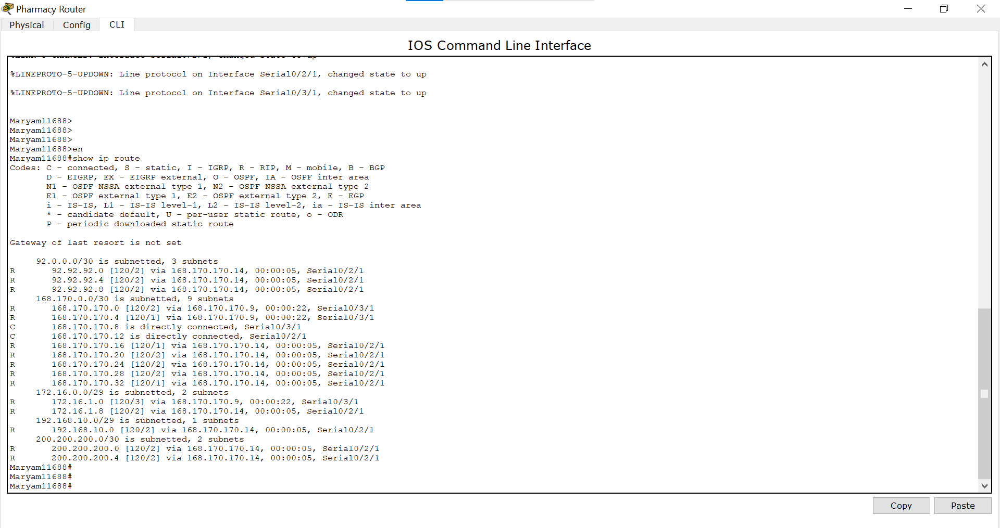 Pharmacy Router
Physical Config CLI
IOS Command Line Interface
%LINEPROTO-5-UPDOWN: Line protocol on Interface Serial0/2/1, changed state to up
%LINEPROTO-5-UPDOWN: Line protocol on Interface Serial0/3/1, changed state to up
Maryam11688>
Maryam11688>
Maryam11688>
Maryam11688>en
Maryam11688#show ip route
Codes: C - connected, S - static, I - IGRP, R - RIP, M - mobile, B - BGP
D - EIGRP, EX - EIGRP external, O - OSPF, IA - OSPF inter area
N1 - OSPF NSSA external type 1, N2 - OSPF NSSA external type 2
E1 - OSPF external type 1, E2 - OSPF external type 2, E - EGP
i - IS-IS, L1 - IS-IS level-1, L2 - IS-IS level-2, ia - IS-IS inter area
* - candidate default, U - per-user static route, o - ODR
P - periodic downloaded static route
Gateway of last resort is not set
92.0.0.0/30 is subnetted, 3 subnets
R 92.92.92.0 [120/2] via 168.170.170.14, 00:00:05, Serial0/2/1
R 92.92.92.4 [120/2] via 168.170.170.14, 00:00:05, Serial0/2/1
R 92.92.92.8 [120/2] via 168.170.170.14, 00:00:05, Serial0/2/1
168.170.0.0/30 is subnetted, 9 subnets
R 168.170.170.0 [120/2] via 168.170.170.9, 00:00:22, Serial0/3/1
R 168.170.170.4 [120/1] via 168.170.170.9, 00:00:22, Serial0/3/1
C 168.170.170.8 is directly connected, Serial0/3/1
C 168.170.170.12 is directly connected, Serial0/2/1
R 168.170.170.16 [120/1] via 168.170.170.14, 00:00:05, Serial0/2/1
R 168.170.170.20 [120/2] via 168.170.170.14, 00:00:05, Serial0/2/1
R 168.170.170.24 [120/2] via 168.170.170.14, 00:00:05, Serial0/2/1
R 168.170.170.28 [120/2] via 168.170.170.14, 00:00:05, Serial0/2/1
R 168.170.170.32 [120/1] via 168.170.170.14, 00:00:05, Serial0/2/1
172.16.0.0/29 is subnetted, 2 subnets
R 172.16.1.0 [120/3] via 168.170.170.9, 00:00:22, Serial0/3/1
R 172.16.1.8 [120/2] via 168.170.170.14, 00:00:05, Serial0/2/1
192.168.10.0/29 is subnetted, 1 subnets
R 192.168.10.0 [120/2] via 168.170.170.14, 00:00:05, Serial0/2/1
200.200.200.0/30 is subnetted, 2 subnets
R 200.200.200.0 [120/2] via 168.170.170.14, 00:00:05, Serial0/2/1
R 200.200.200.4 [120/2] via 168.170.170.14, 00:00:05, Serial0/2/1
Maryam11688#
Maryam11688#
Maryam11688#
Copy Paste